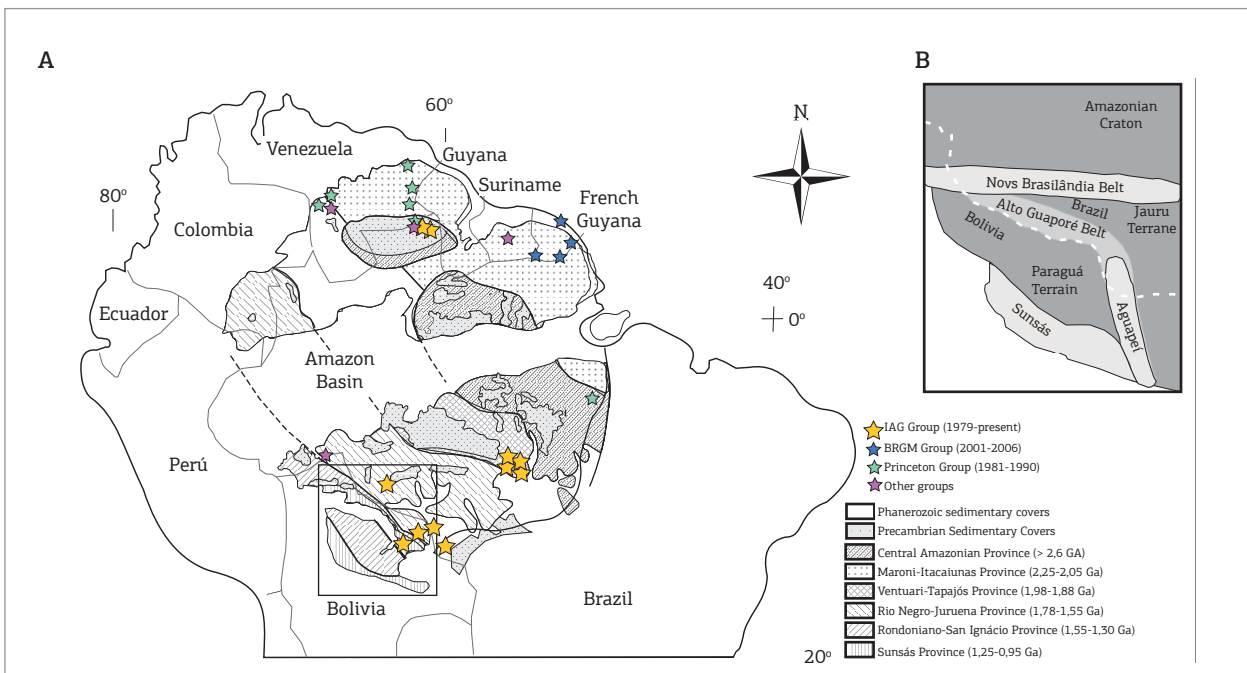 A
B
60º
N
Venezuela
Guyana
Suriname
French
Guyana
80º
Colombia
Ecuador
40º
0º
Amazon
Basin
Perú
Bolivia
Brazil
20º
Amazonian
Craton
Novs Brasilândia Belt
Brazil
Jauru
Terrane
Alto Guaporé Belt
Bolivia
Paraguá
Terrain
Sunsás
Aguapeí
IAG Group (1979-present)
BRGM Group (2001-2006)
Princeton Group (1981-1990)
Other groups
Phanerozoic sedimentary covers
Precambrian Sedimentary Covers
Central Amazonian Province (> 2,6 GA)
Maroni-Itacaiunas Province (2,25-2,05 Ga)
Ventuari-Tapajós Province (1,98-1,88 Ga)
Rio Negro-Juruena Province (1,78-1,55 Ga)
Rondoniano-San Ignácio Province (1,55-1,30 Ga)
Sunsás Province (1,25-0,95 Ga)